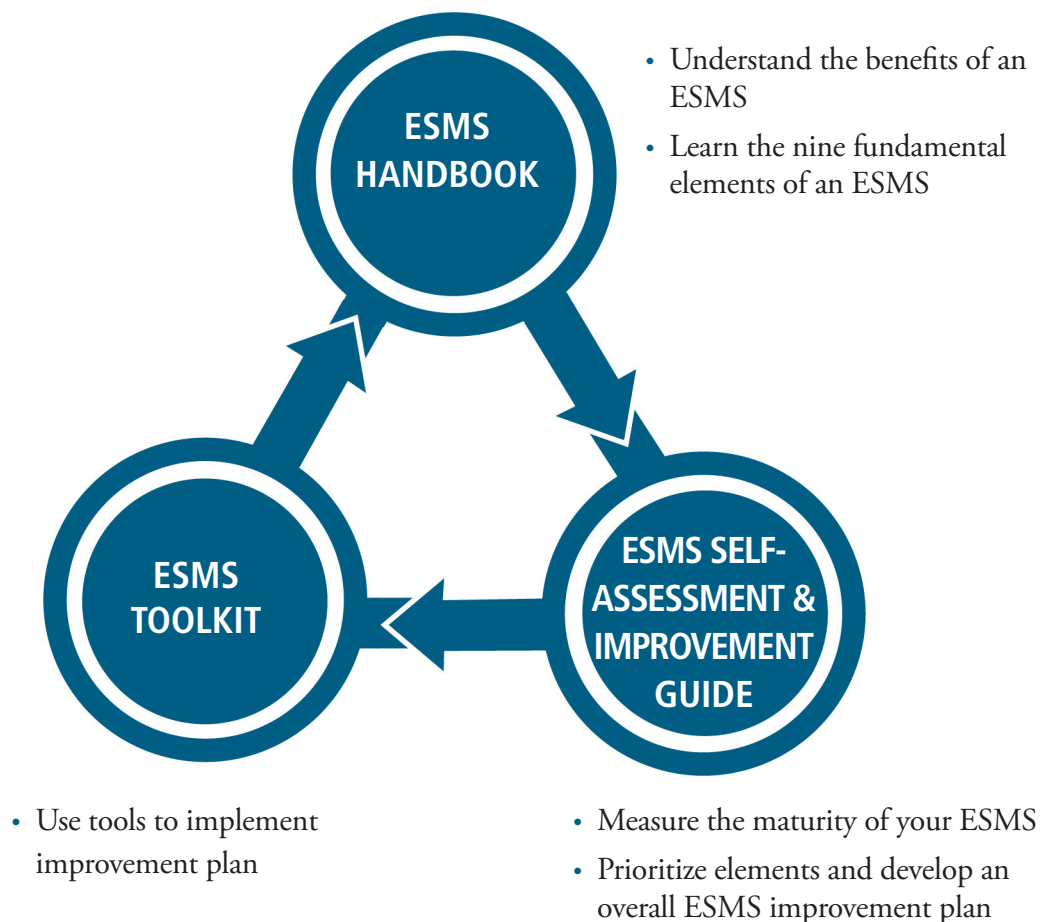 ESMS
HANDBOOK
• Understand the benefits of an
ESMS
• Learn the nine fundamental
elements of an ESMS
ESMS SELF-
ASSESSMENT &
IMPROVEMENT
GUIDE
• Measure the maturity of your ESMS
• Prioritize elements and develop an
overall ESMS improvement plan
ESMS
TOOLKIT
• Use tools to implement
improvement plan